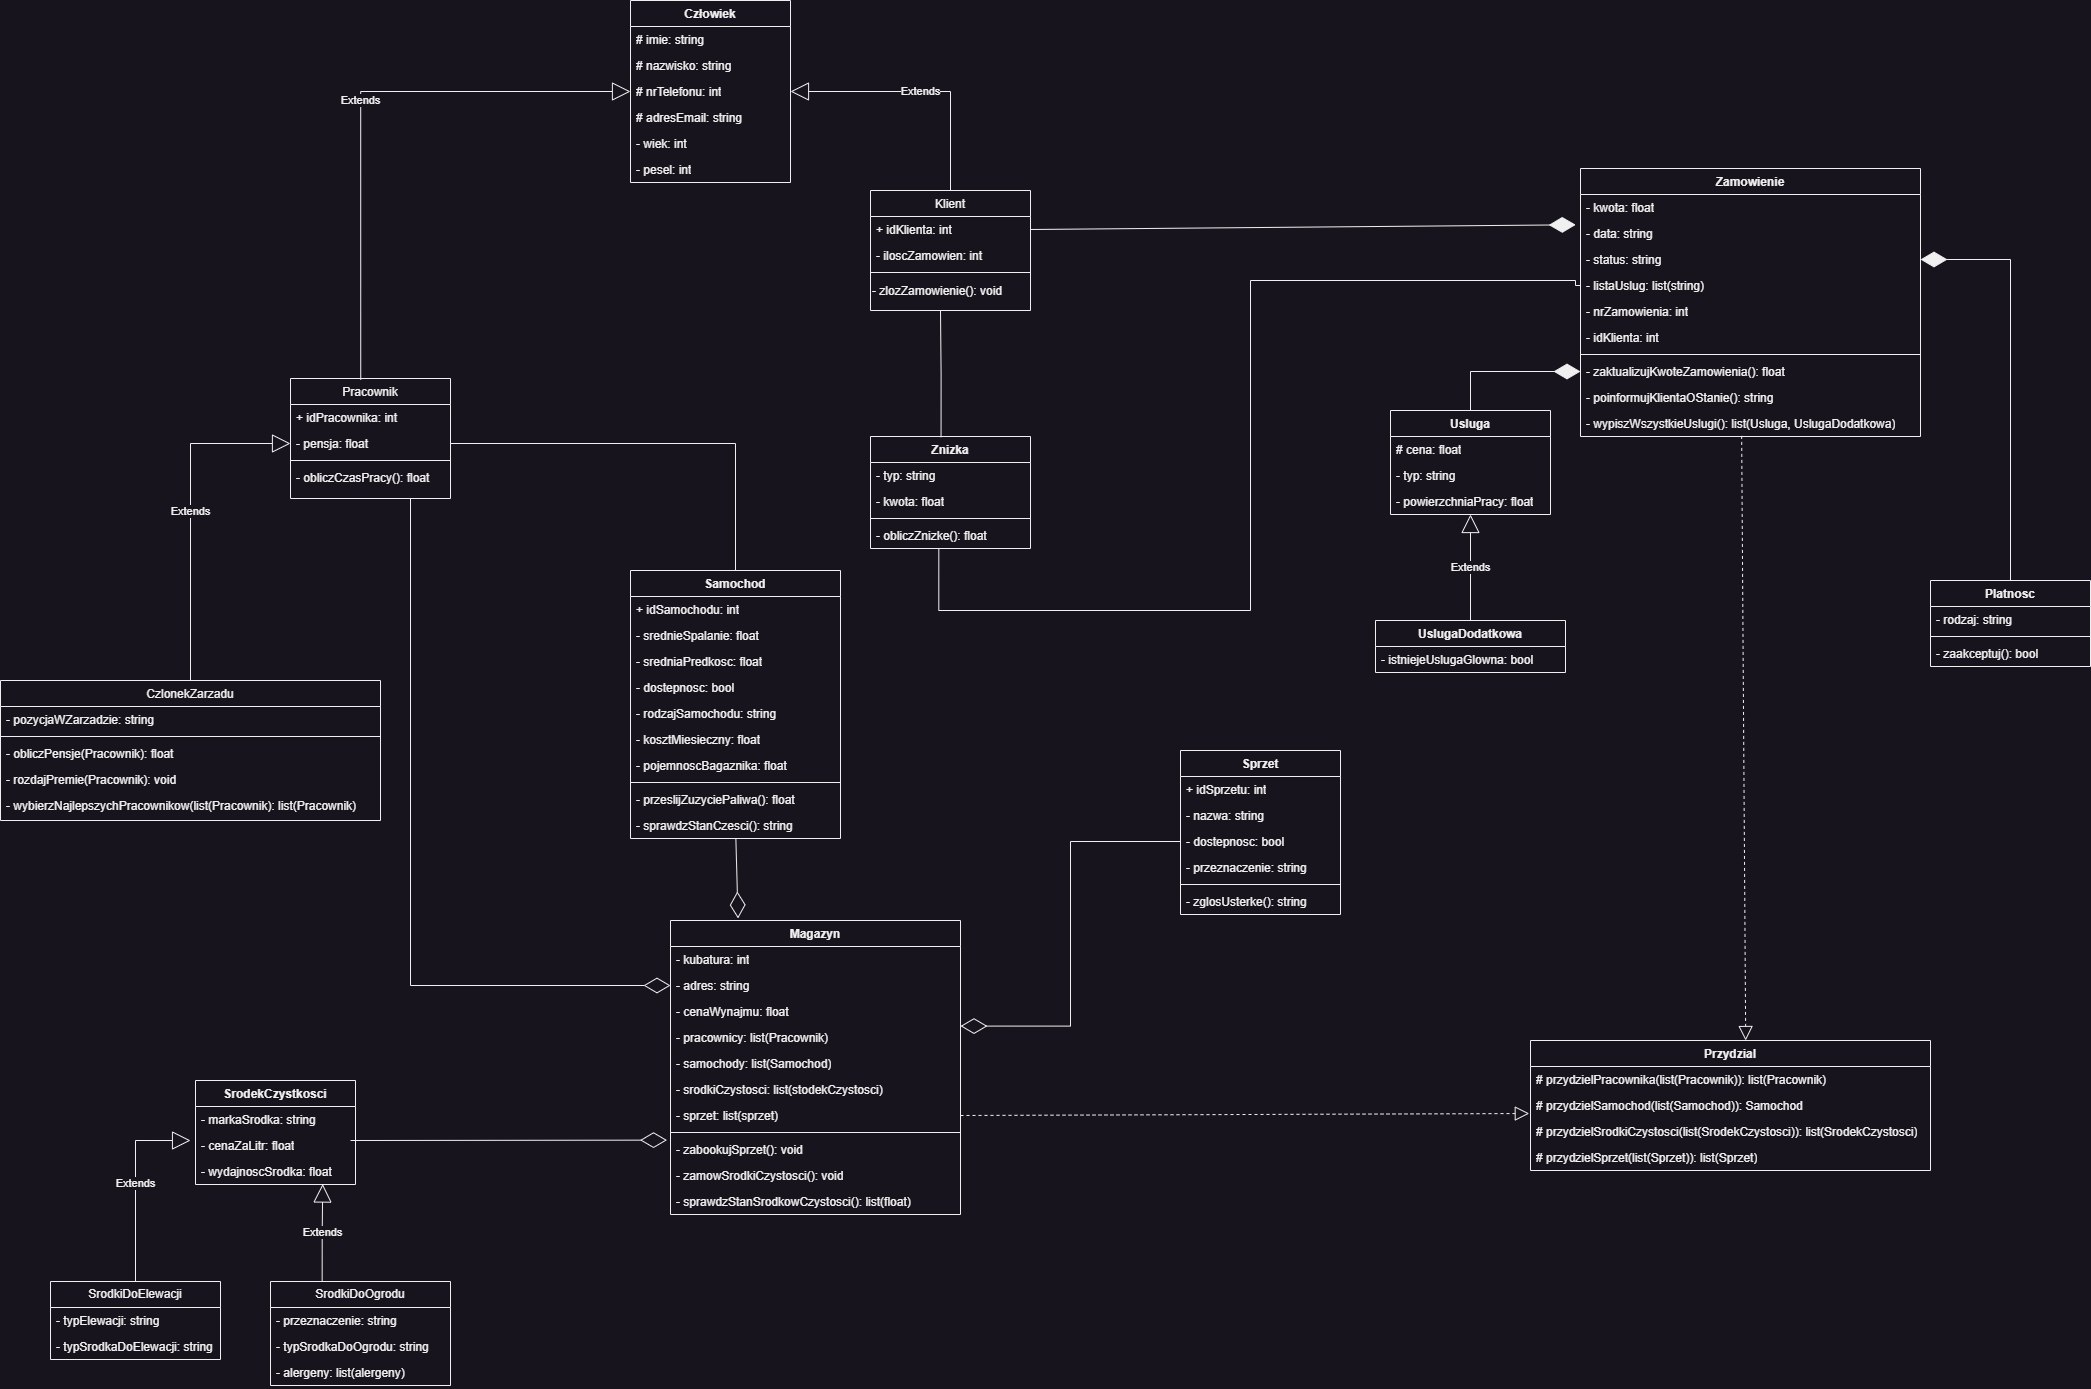 Człowiek
# imie: string
# nazwisko: string
# nrTelefonu: int
# adresEmail: string
- wiek: int
- pesel: int
Extends
Extends
Klient
+ idKlienta: int
- iloscZamowien: int
- zlozZamowienie(): void
Zamowienie
- kwota: float
- data: string
- status: string
- listaUslug: list(string)
- nrZamowienia: int
- idKlienta: int
- zaktualizujKwoteZamowienia(): float
- poinformujKlientaOStanie(): string
- wypiszWszystkieUslugi(): list(Usluga, UslugaDodatkowa)
Pracownik
+ idPracownika: int
- pensja: float
- obliczCzasPracy(): float
Extends
Znizka
- typ: string
- kwota: float
- obliczZnizke(): float
Usluga
# cena: float
- typ: string
- powierzchniaPracy: float
Extends
UslugaDodatkowa
- istniejeUslugaGlowna: bool
Platnosc
- rodzaj: string
- zaakceptuj(): bool
Samochod
+ idSamochodu: int
- srednieSpalanie: float
- sredniaPredkosc: float
- dostepnosc: bool
- rodzajSamochodu: string
- kosztMiesieczny: float
- pojemnoscBagaznika: float
- przeslijZuzyciePaliwa(): float
- sprawdzStanCzesci(): string
CzlonekZarzadu
- pozycjaWZarzadzie: string
- obliczPensje(Pracownik): float
- rozdajPremie(Pracownik): void
- wybierzNajlepszychPracownikow(list(Pracownik): list(Pracownik)
Sprzet
+ idSprzetu: int
- nazwa: string
- dostepnosc: bool
- przeznaczenie: string
- zglosUsterke(): string
Magazyn
- kubatura: int
- adres: string
- cenaWynajmu: float
- pracownicy: list(Pracownik)
- samochody: list(Samochod)
- srodkiCzystosci: list(stodekCzystosci)
- sprzet: list(sprzet)
- zabookujSprzet(): void
- zamowSrodkiCzystosci(): void
- sprawdzStanSrodkowCzystosci(): list(float)
Przydzial
# przydzielPracownika(list(Pracownik)): list(Pracownik)
# przydzielSamochod(list(Samochod)): Samochod
# przydzielSrodkiCzystosci(list(SrodekCzystosci)): list(SrodekCzystosci)
# przydzielSprzet(list(Sprzet)): list(Sprzet)
SrodekCzystkosci
- markaSrodka: string
- cenaZaLitr: float
- wydajnoscSrodka: float
Extends
Extends
SrodkiDoElewacji
- typElewacji: string
- typSrodkaDoElewacji: string
SrodkiDoOgrodu
- przeznaczenie: string
- typSrodkaDoOgrodu: string
- alergeny: list(alergeny)